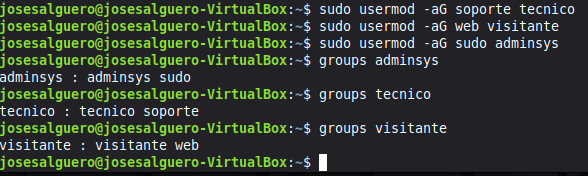 josesalguero@josesalguero-VirtualBox:~$ sudo usermod -aG soporte tecnico
josesalguero@josesalguero-VirtualBox:~$ sudo usermod -aG web visitante
josesalguero@josesalguero-VirtualBox:~$ sudo usermod -aG sudo adminsys
josesalguero@josesalguero-VirtualBox:~$ groups adminsys
adminsys : adminsys sudo
josesalguero@josesalguero-VirtualBox:~$ groups tecnico
tecnico : tecnico soporte
josesalguero@josesalguero-VirtualBox:~$ groups visitante
visitante : visitante web
josesalguero@josesalguero-VirtualBox:~$